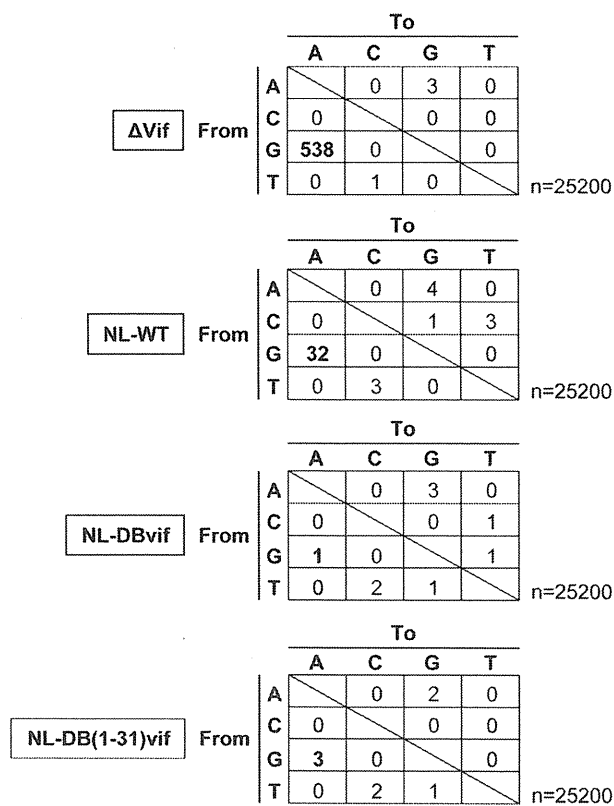 To
A C G T
A 0 3 0
C 0 0 0
ΔVif From
G 538 0 0
T 0 1 0
n=25200
To
A C G T
A 0 4 0
C 0 1 3
NL-WT From
G 32 0 0
T 0 3 0
n=25200
To
A C G T
A 0 3 0
C 0 0 1
NL-DBvif From
G 1 0 1
T 0 2 1
n=25200
To
A C G T
A 0 2 0
C 0 0 0
NL-DB(1-31)vif From
G 3 0 0
T 0 2 1
n=25200